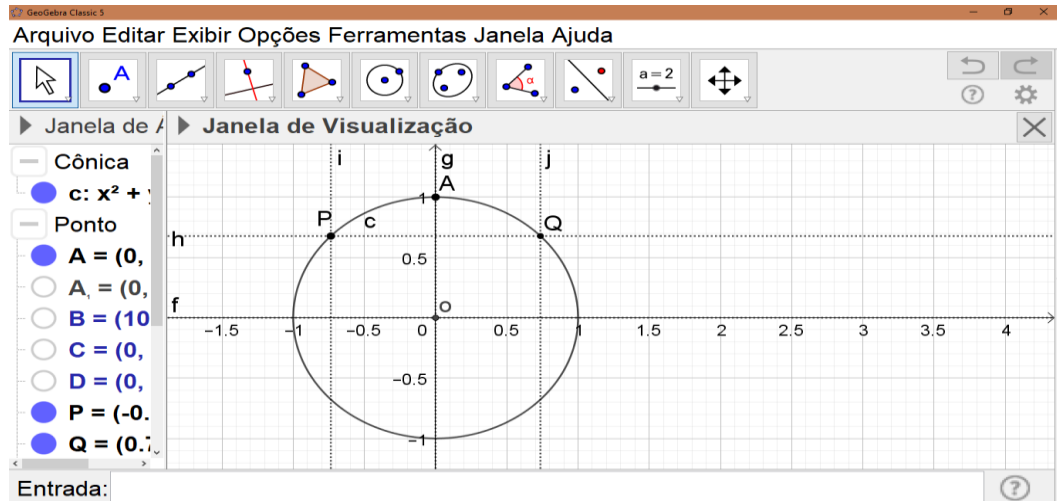 GeoGebra Classic 5
Arquivo Editar Exibir Opções Ferramentas Janela Ajuda
A
α
a = 2
Janela de A
Janela de Visualização
Cônica
c: x² + y
Ponto
A = (0,
A₁ = (0,
B = (10
C = (0,
D = (0,
P = (-0.
Q = (0.7
i
g
j
A
1
P
c
Q
h
0.5
f
O
−1.5
−1
−0.5
0
0.5
1
1.5
2
2.5
3
3.5
4
−0.5
−1
Entrada: